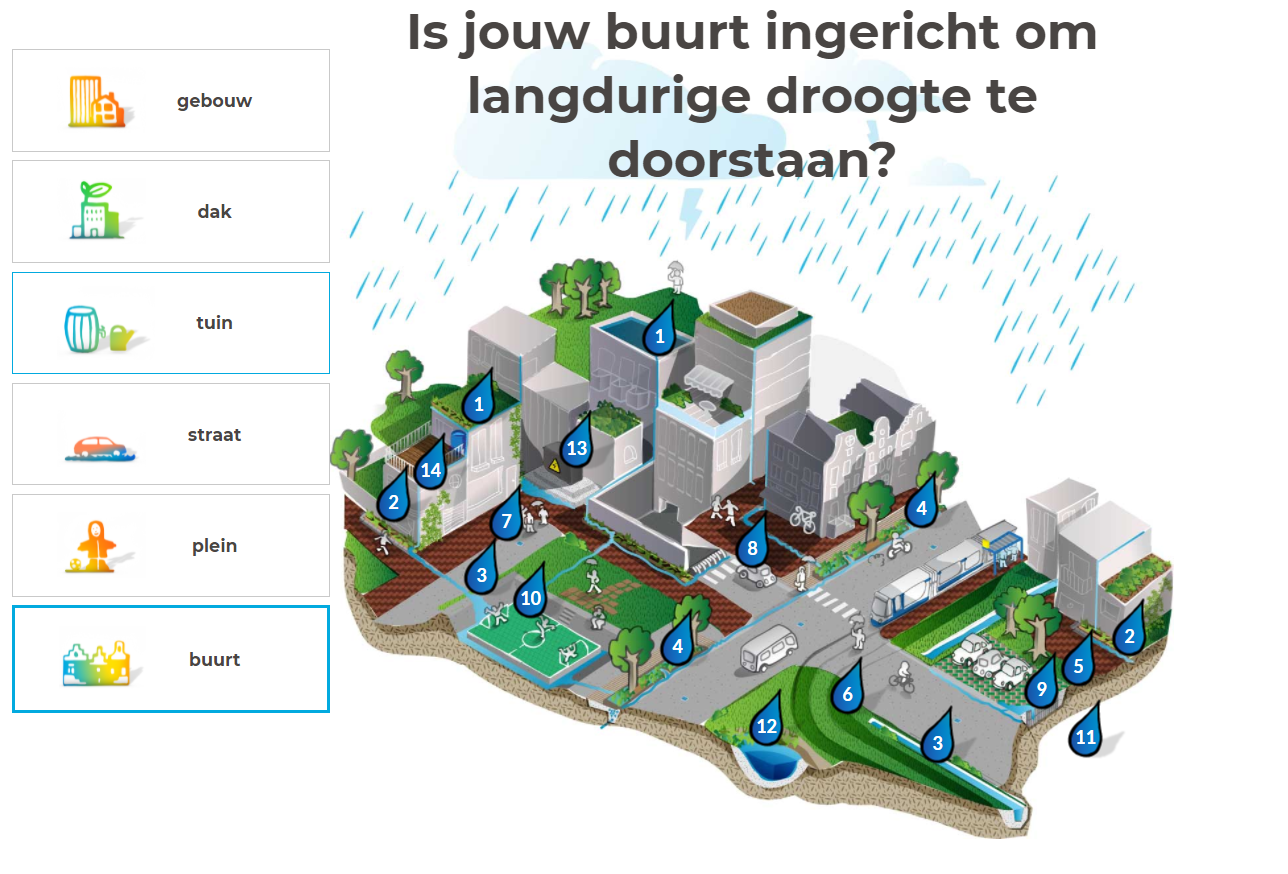 Is jouw buurt ingericht om
langdurige droogte te
doorstaan?
gebouw
dak
tuin
straat
plein
buurt
1
1
13
14
2
7
4
8
3
10
4
2
5
9
6
12
3
11